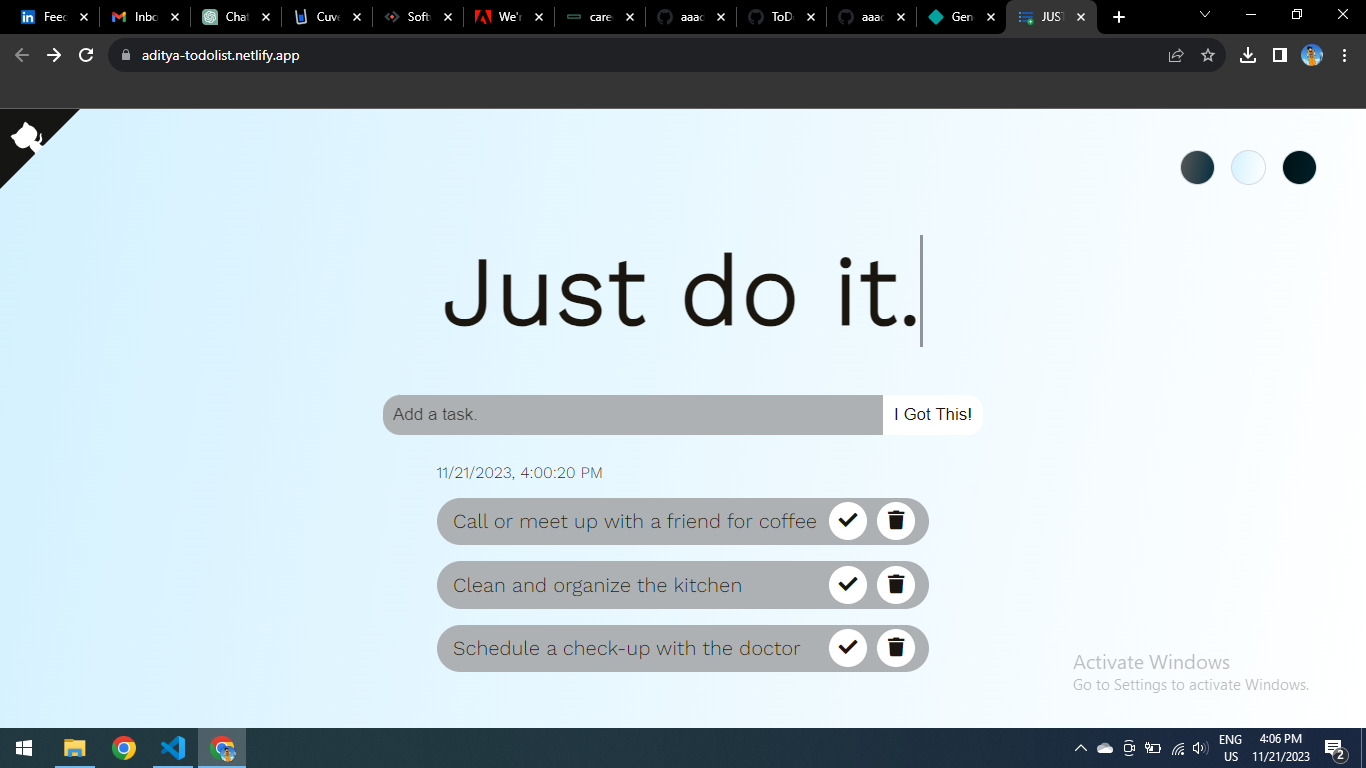 Feed
Inbo
Chat
Cuve
Soft
We'r
care
aaac
ToDo
aaac
Gen
JUST
aditya-todolist.netlify.app
Just do it.
Add a task.
I Got This!
11/21/2023, 4:00:20 PM
Call or meet up with a friend for coffee
Clean and organize the kitchen
Schedule a check-up with the doctor
Activate Windows
Go to Settings to activate Windows.
ENG
US
4:06 PM
11/21/2023
2